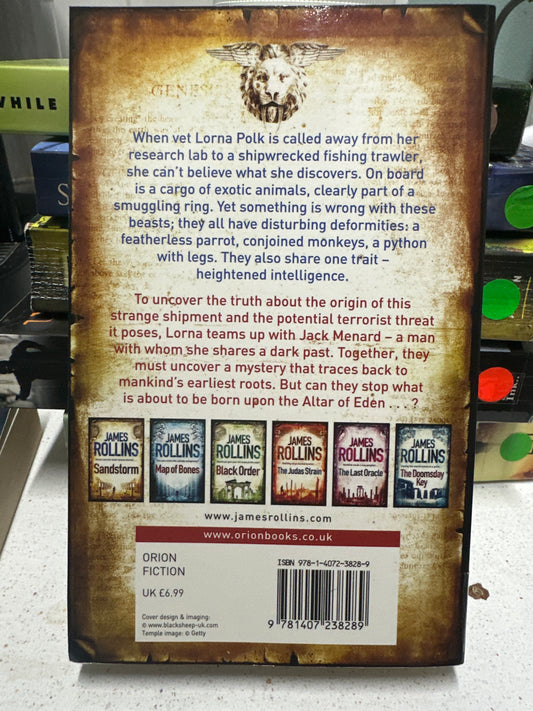 GENES
When vet Lorna Polk is called away from her
research lab to a shipwrecked fishing trawler,
she can't believe what she discovers. On board
is a cargo of exotic animals, clearly part of a
smuggling ring. Yet something is wrong with these
beasts; they all have disturbing deformities: a
featherless parrot, conjoined monkeys, a python
with legs. They also share one trait –
heightened intelligence.
To uncover the truth about the origin of this
strange shipment and the potential terrorist threat
it poses, Lorna teams up with Jack Menard – a man
with whom she shares a dark past. Together, they
must uncover a mystery that traces back to
mankind's earliest roots. But can they stop what
is about to be born upon the Altar of Eden . . . ?
JAMES
ROLLINS
Sandstorm
JAMES
ROLLINS
Map of Bones
JAMES
ROLLINS
Black Order
JAMES
ROLLINS
The Judas Strain
JAMES
ROLLINS
The Last Oracle
JAMES
ROLLINS
The Doomsday
Key
www.jamesrollins.com
www.orionbooks.co.uk
ORION
FICTION
UK £6.99
Cover design & imaging:
© www.blacksheep-uk.com
Temple image: © Getty
ISBN 978-1-4072-3828-9
9 781407 238289
WHILE
S